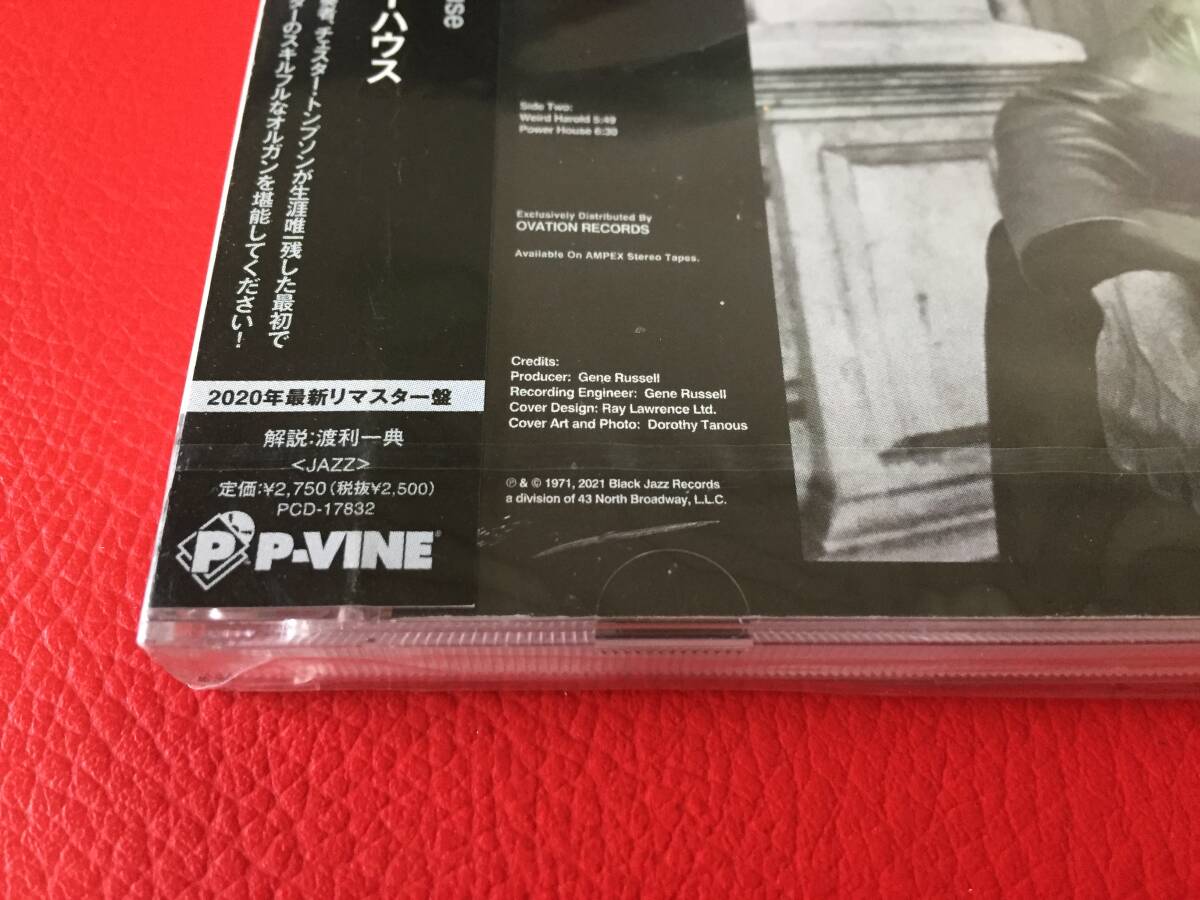 use
ーハウス
奏者、チェスター・トンプソンが生涯唯一残した最初で
ターのスキルフルなオルガンを堪能してください!
2020年最新リマスター盤
解説:渡利一典
<JAZZ>
定価:¥2,750(税抜¥2,500)
PCD-17832
P P-VINE®
Side Two:
Weird Harold 5:49
Power House 6:30
Exclusively Distributed By
OVATION RECORDS
Available On AMPEX Stereo Tapes.
Credits:
Producer: Gene Russell
Recording Engineer: Gene Russell
Cover Design: Ray Lawrence Ltd.
Cover Art and Photo: Dorothy Tanous
℗ & © 1971, 2021 Black Jazz Records
a division of 43 North Broadway, L.L.C.